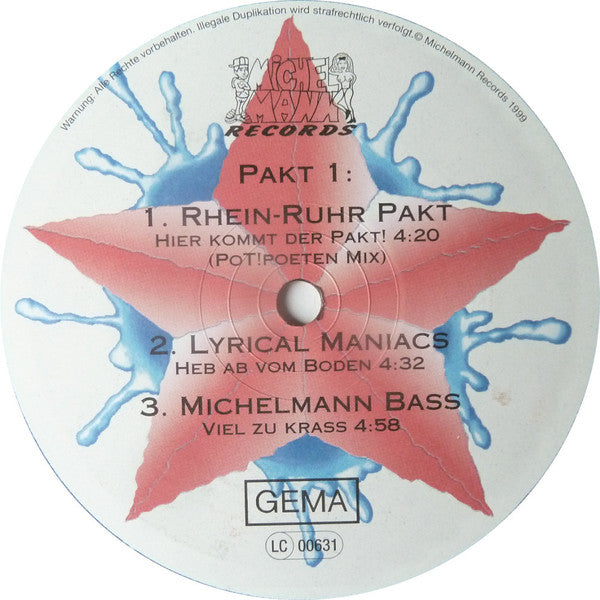 Warnung: Alle Rechte vorbehalten. Illegale Duplikation wird strafrechtlich verfolgt.© Michelmann Records 1999
MICHEL
MANN
RECORDS
PAKT 1:
1. RHEIN-RUHR PAKT
HIER KOMMT DER PAKT! 4:20
(POT!POETEN MIX)
2. LYRICAL MANIACS
HEB AB VOM BODEN 4:32
3. MICHELMANN BASS
VIEL ZU KRASS 4:58
GEMA
LC 00631